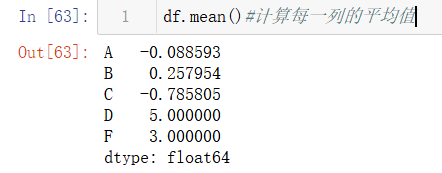 In [63]: 1 df.mean()#计算每一列的平均值
Out[63]: A -0.088593
B 0.257954
C -0.785805
D 5.000000
F 3.000000
dtype: float64